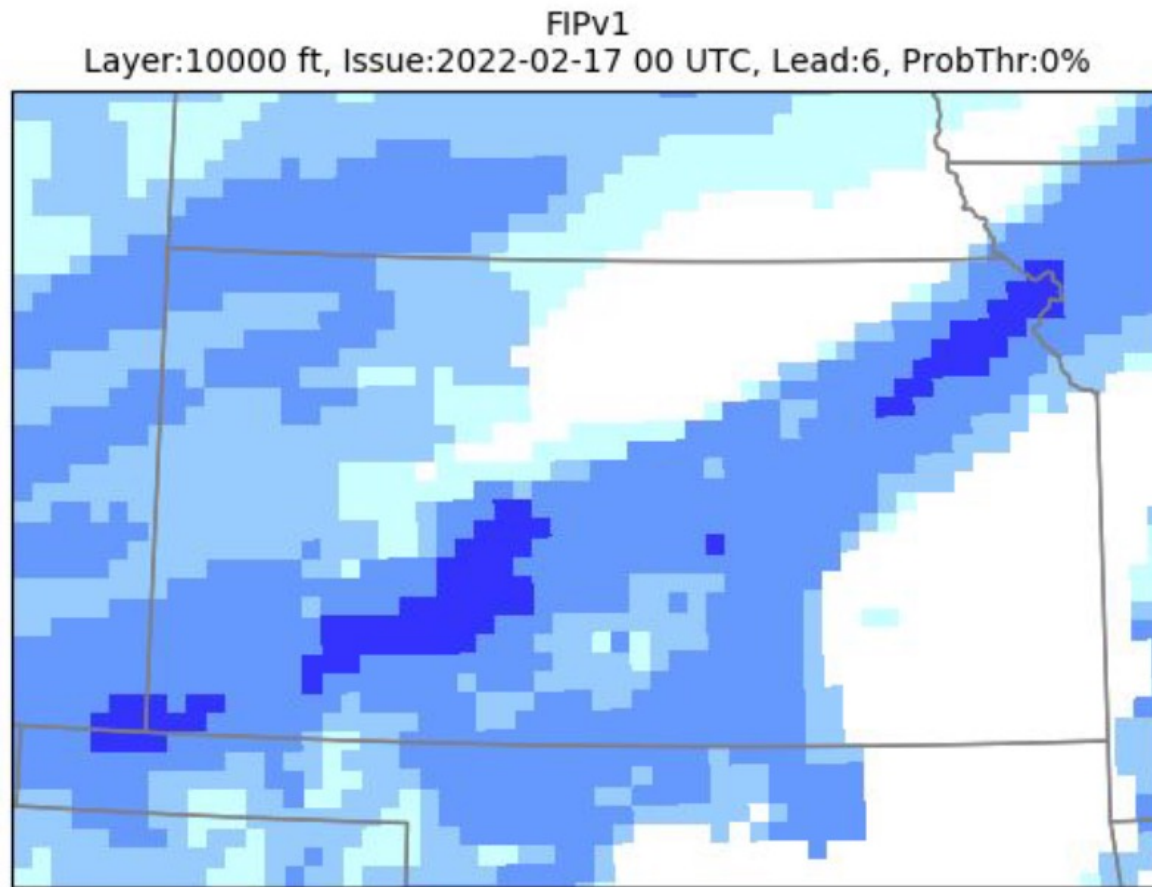 FIPv1
Layer:10000 ft, Issue:2022-02-17 00 UTC, Lead:6, ProbThr:0%